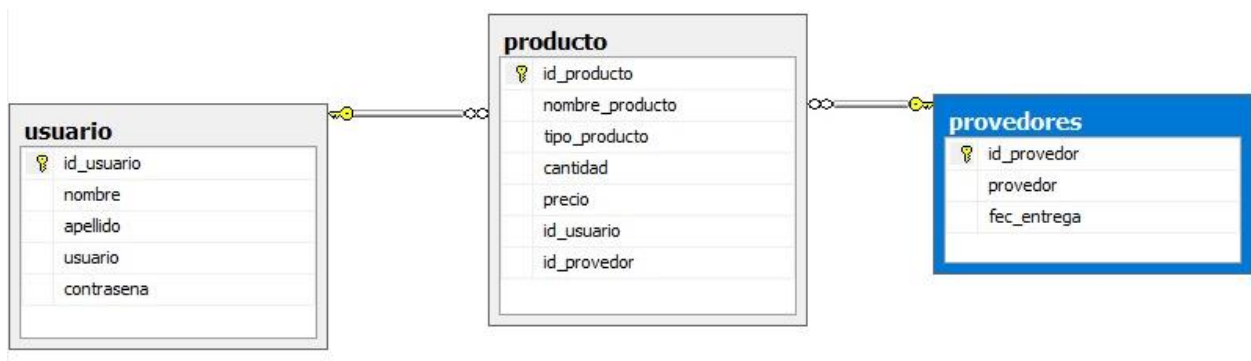 usuario
id_usuario
nombre
apellido
usuario
contrasena
producto
id_producto
nombre_producto
tipo_producto
cantidad
precio
id_usuario
id_provedor
provedores
id_provedor
provedor
fec_entrega